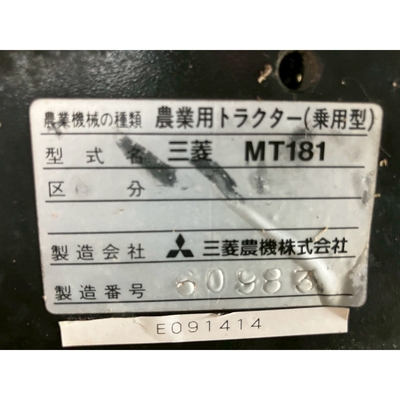 農業機械の種類 農業用トラクター(乗用型)
型式名 三菱 MT181
区分
製造会社 三菱農機株式会社
製造番号 60983
E091414